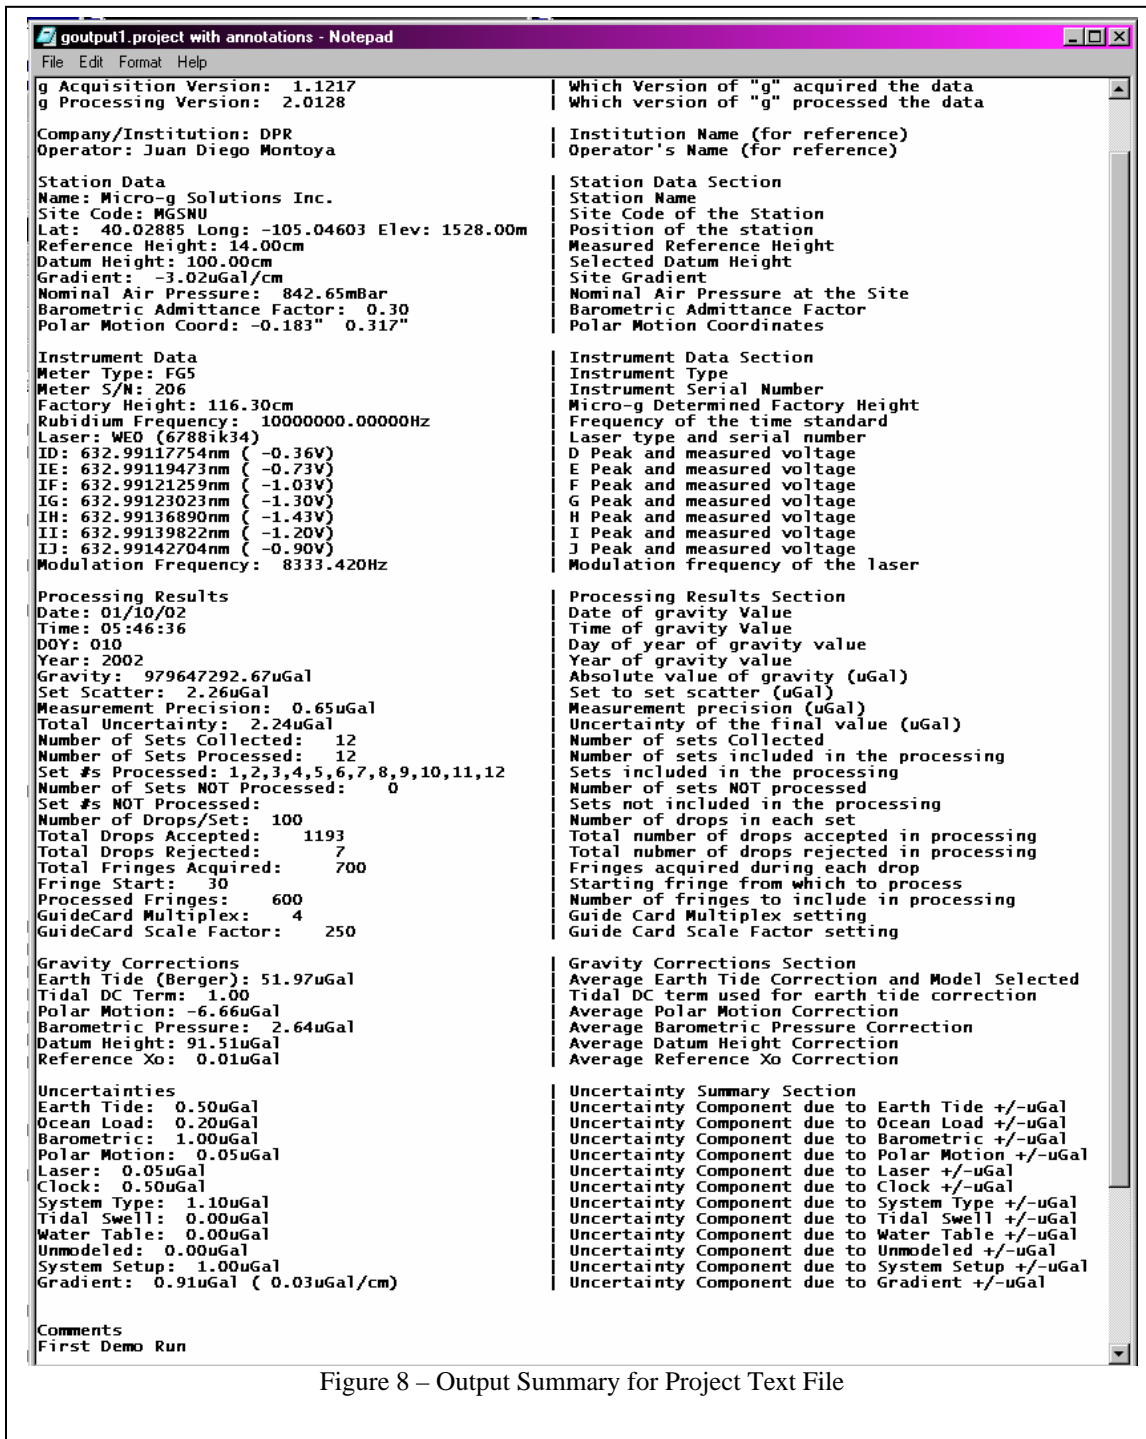 goutput1.project with annotations - Notepad
File Edit Format Help
g Acquisition Version:  1.1217 | Which Version of "g" acquired the data
g Processing Version:  2.0128 | Which version of "g" processed the data
Company/Institution: DPR | Institution Name (for reference)
Operator: Juan Diego Montoya | Operator's Name (for reference)
Station Data | Station Data Section
Name: Micro-g Solutions Inc. | Station Name
Site Code: MGSNU | Site Code of the Station
Lat:  40.02885 Long: -105.04603 Elev: 1528.00m | Position of the station
Reference Height: 14.00cm | Measured Reference Height
Datum Height: 100.00cm | Selected Datum Height
Gradient:  -3.02uGal/cm | Site Gradient
Nominal Air Pressure:  842.65mBar | Nominal Air Pressure at the Site
Barometric Admittance Factor:  0.30 | Barometric Admittance Factor
Polar Motion Coord: -0.183"  0.317" | Polar Motion Coordinates
Instrument Data | Instrument Data Section
Meter Type: FG5 | Instrument Type
Meter S/N: 206 | Instrument Serial Number
Factory Height: 116.30cm | Micro-g Determined Factory Height
Rubidium Frequency:  10000000.00000Hz | Frequency of the time standard
Laser: WEO (6788ik34) | Laser type and serial number
ID: 632.99117754nm ( -0.36V) | D Peak and measured voltage
IE: 632.99119473nm ( -0.73V) | E Peak and measured voltage
IF: 632.99121259nm ( -1.03V) | F Peak and measured voltage
IG: 632.99123023nm ( -1.30V) | G Peak and measured voltage
IH: 632.99136890nm ( -1.43V) | H Peak and measured voltage
II: 632.99139822nm ( -1.20V) | I Peak and measured voltage
IJ: 632.99142704nm ( -0.90V) | J Peak and measured voltage
Modulation Frequency:  8333.420Hz | Modulation frequency of the laser
Processing Results | Processing Results Section
Date: 01/10/02 | Date of gravity Value
Time: 05:46:36 | Time of gravity Value
DOY: 010 | Day of year of gravity value
Year: 2002 | Year of gravity value
Gravity:  979647292.67uGal | Absolute value of gravity (uGal)
Set Scatter:  2.26uGal | Set to set scatter (uGal)
Measurement Precision:  0.65uGal | Measurement precision (uGal)
Total Uncertainty:  2.24uGal | Uncertainty of the final value (uGal)
Number of Sets Collected:   12 | Number of sets Collected
Number of Sets Processed:   12 | Number of sets included in the processing
Set #s Processed: 1,2,3,4,5,6,7,8,9,10,11,12 | Sets included in the processing
Number of Sets NOT Processed:    0 | Number of sets NOT processed
Set #s NOT Processed: | Sets not included in the processing
Number of Drops/Set:  100 | Number of drops in each set
Total Drops Accepted:    1193 | Total number of drops accepted in processing
Total Drops Rejected:       7 | Total nubmer of drops rejected in processing
Total Fringes Acquired:     700 | Fringes acquired during each drop
Fringe Start:   30 | Starting fringe from which to process
Processed Fringes:     600 | Number of fringes to include in processing
GuideCard Multiplex:    4 | Guide Card Multiplex setting
GuideCard Scale Factor:    250 | Guide Card Scale Factor setting
Gravity Corrections | Gravity Corrections Section
Earth Tide (Berger): 51.97uGal | Average Earth Tide Correction and Model Selected
Tidal DC Term:  1.00 | Tidal DC term used for earth tide correction
Polar Motion: -6.66uGal | Average Polar Motion Correction
Barometric Pressure:  2.64uGal | Average Barometric Pressure Correction
Datum Height: 91.51uGal | Average Datum Height Correction
Reference Xo:  0.01uGal | Average Reference Xo Correction
Uncertainties | Uncertainty Summary Section
Earth Tide:  0.50uGal | Uncertainty Component due to Earth Tide +/-uGal
Ocean Load:  0.20uGal | Uncertainty Component due to Ocean Load +/-uGal
Barometric:  1.00uGal | Uncertainty Component due to Barometric +/-uGal
Polar Motion:  0.05uGal | Uncertainty Component due to Polar Motion +/-uGal
Laser:  0.05uGal | Uncertainty Component due to Laser +/-uGal
Clock:  0.50uGal | Uncertainty Component due to Clock +/-uGal
System Type:  1.10uGal | Uncertainty Component due to System Type +/-uGal
Tidal Swell:  0.00uGal | Uncertainty Component due to Tidal Swell +/-uGal
Water Table:  0.00uGal | Uncertainty Component due to Water Table +/-uGal
Unmodeled:  0.00uGal | Uncertainty Component due to Unmodeled +/-uGal
System Setup:  1.00uGal | Uncertainty Component due to System Setup +/-uGal
Gradient:  0.91uGal ( 0.03uGal/cm) | Uncertainty Component due to Gradient +/-uGal
Comments
First Demo Run
Figure 8 – Output Summary for Project Text File